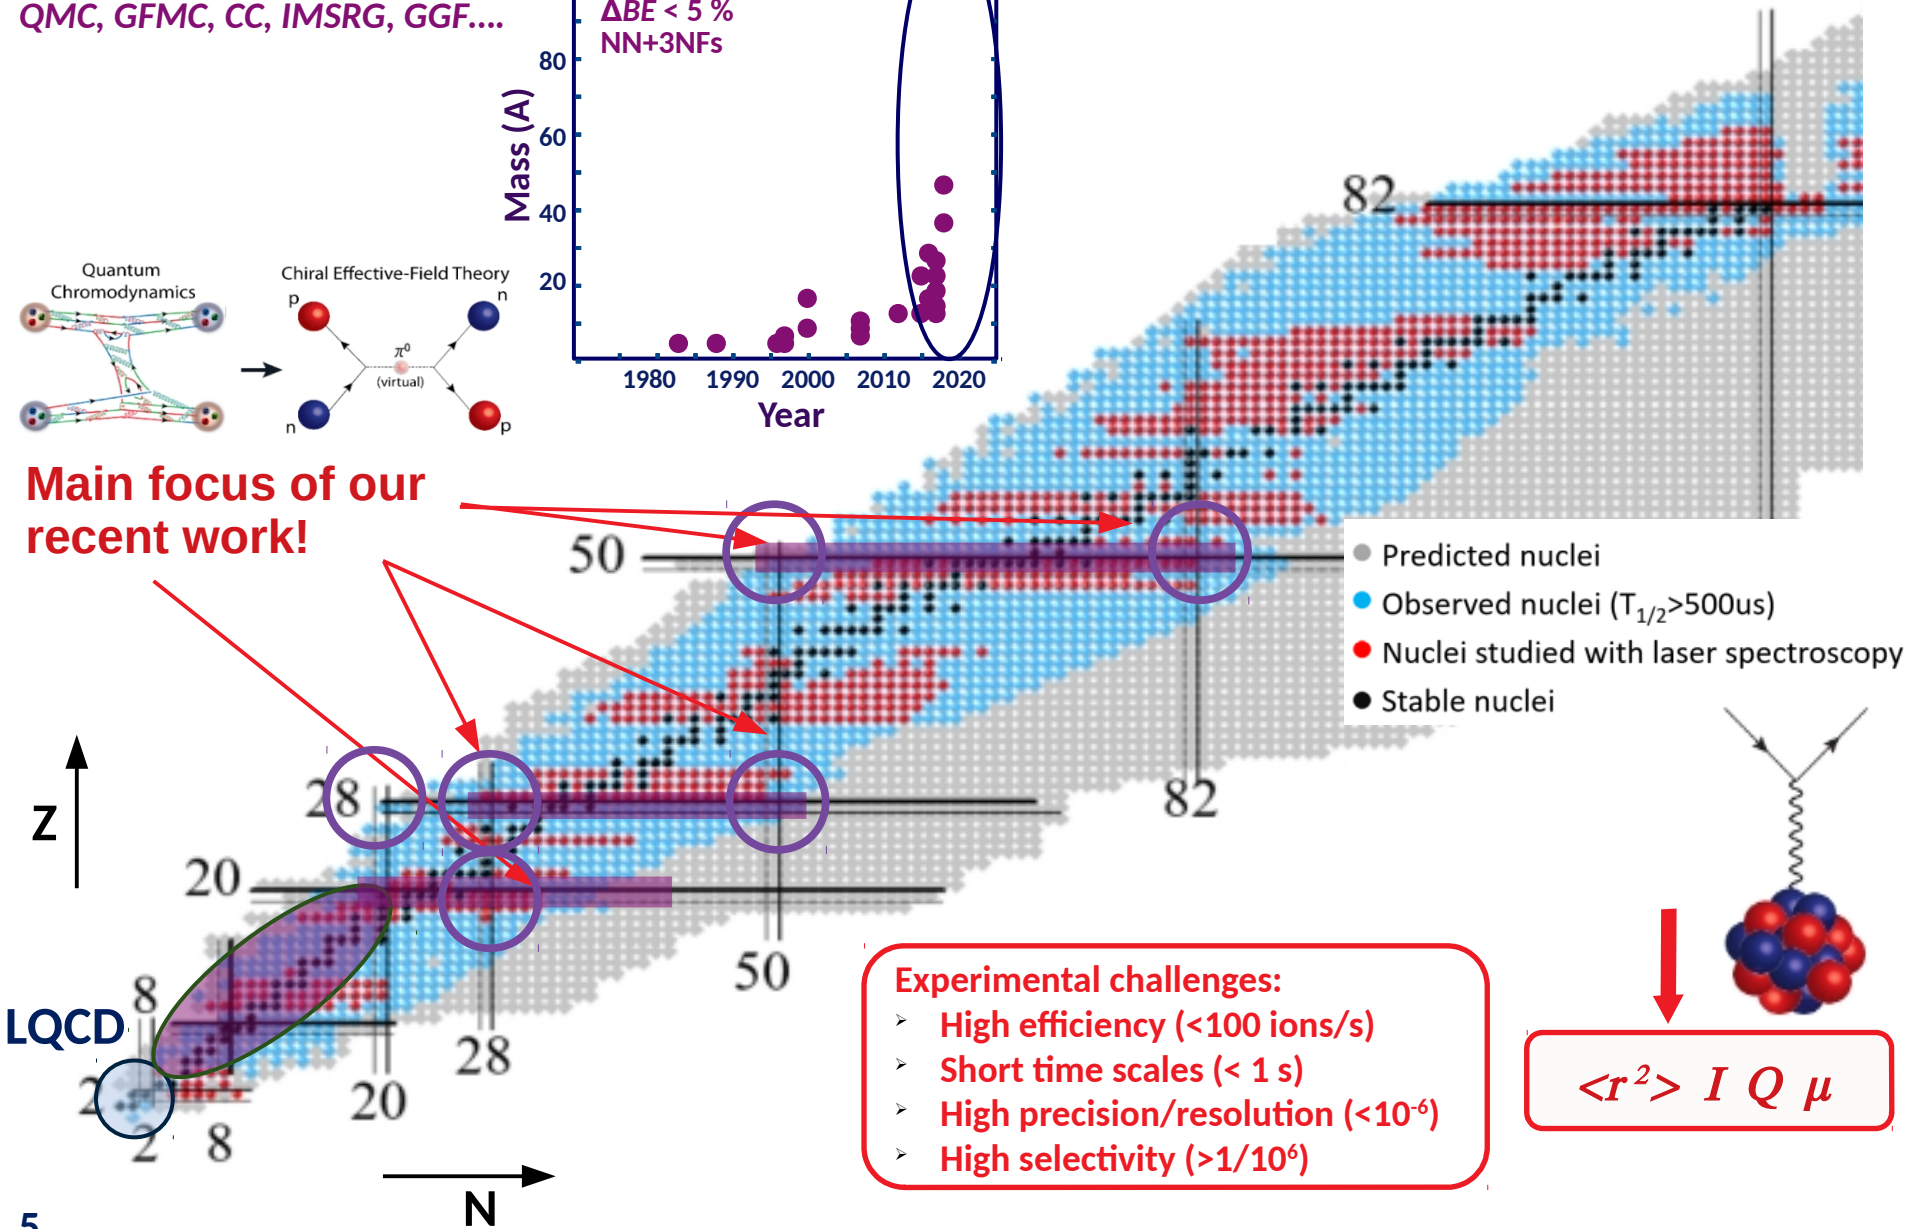 QMC, GFMC, CC, IMSRG, GGF....
ΔBE < 5 %
NN+3NFs
80
60
40
20
Mass (A)
1980 1990 2000 2010 2020
Year
Quantum
Chromodynamics
Chiral Effective-Field Theory
p
n
π⁰
(virtual)
n
p
Main focus of our
recent work!
82
50
28
20
8
2
2
8
20
28
50
82
Z
N
LQCD
Predicted nuclei
Observed nuclei (T1/2>500us)
Nuclei studied with laser spectroscopy
Stable nuclei
Experimental challenges:
➢ High efficiency (<100 ions/s)
➢ Short time scales (< 1 s)
➢ High precision/resolution (<10⁻⁶)
➢ High selectivity (>1/10⁶)
<r²> I Q μ
5